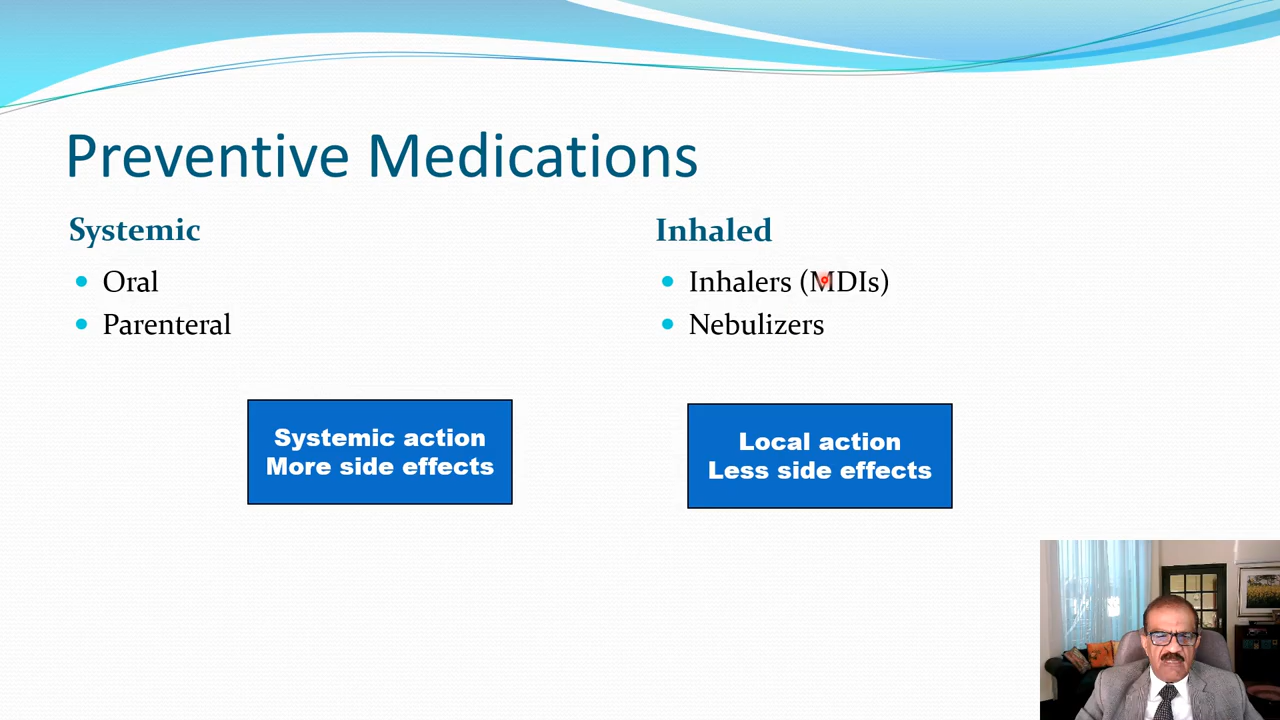 Preventive Medications
Systemic
Oral
Parenteral
Systemic action
More side effects
Inhaled
Inhalers (MDIs)
Nebulizers
Local action
Less side effects